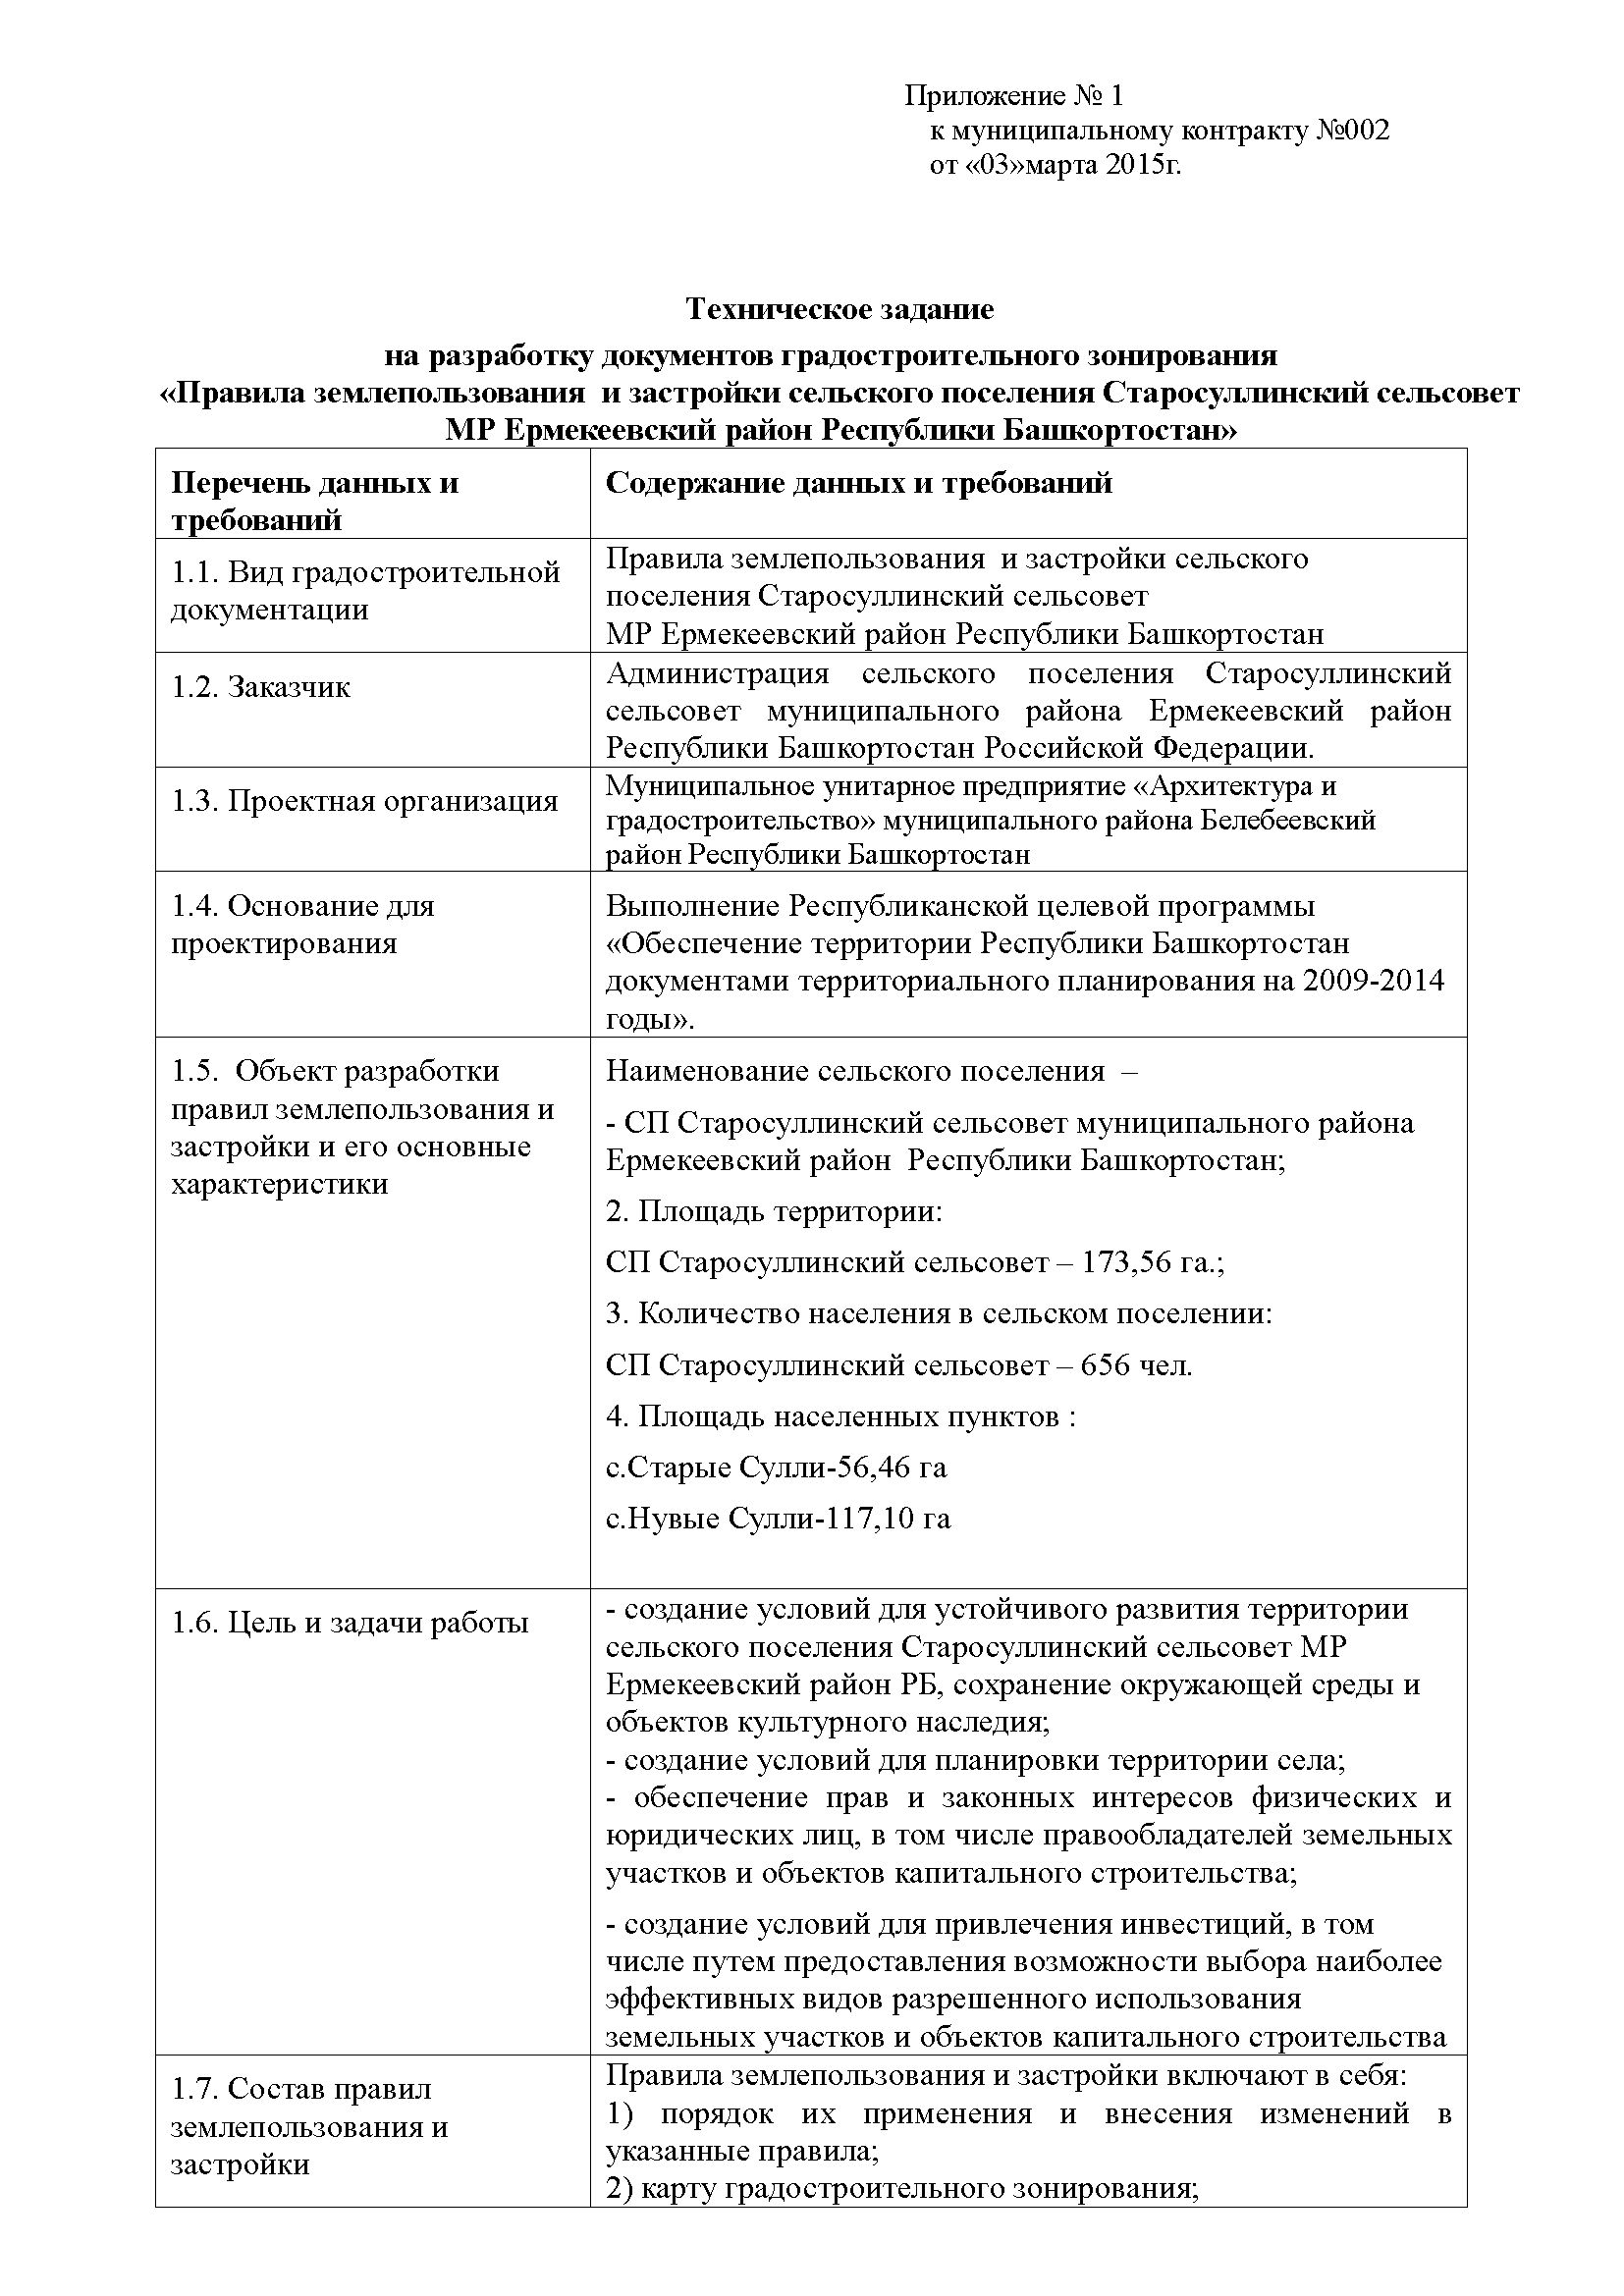 Приложение № 1
к муниципальному контракту №002
от «03»марта 2015г.
Техническое задание
на разработку документов градостроительного зонирования
«Правила землепользования  и застройки сельского поселения Старосуллинский сельсовет
МР Ермекеевский район Республики Башкортостан»
Перечень данных и
требований
Содержание данных и требований
1.1. Вид градостроительной
документации
Правила землепользования  и застройки сельского
поселения Старосуллинский сельсовет
МР Ермекеевский район Республики Башкортостан
1.2. Заказчик
Администрация сельского поселения Старосуллинский
сельсовет муниципального района Ермекеевский район
Республики Башкортостан Российской Федерации.
1.3. Проектная организация
Муниципальное унитарное предприятие «Архитектура и
градостроительство» муниципального района Белебеевский
район Республики Башкортостан
1.4. Основание для
проектирования
Выполнение Республиканской целевой программы
«Обеспечение территории Республики Башкортостан
документами территориального планирования на 2009-2014
годы».
1.5.  Объект разработки
правил землепользования и
застройки и его основные
характеристики
Наименование сельского поселения  –
- СП Старосуллинский сельсовет муниципального района
Ермекеевский район  Республики Башкортостан;
2. Площадь территории:
СП Старосуллинский сельсовет – 173,56 га.;
3. Количество населения в сельском поселении:
СП Старосуллинский сельсовет – 656 чел.
4. Площадь населенных пунктов :
с.Старые Сулли-56,46 га
с.Нувые Сулли-117,10 га
1.6. Цель и задачи работы
- создание условий для устойчивого развития территории
сельского поселения Старосуллинский сельсовет МР
Ермекеевский район РБ, сохранение окружающей среды и
объектов культурного наследия;
- создание условий для планировки территории села;
- обеспечение прав и законных интересов физических и
юридических лиц, в том числе правообладателей земельных
участков и объектов капитального строительства;
- создание условий для привлечения инвестиций, в том
числе путем предоставления возможности выбора наиболее
эффективных видов разрешенного использования
земельных участков и объектов капитального строительства
1.7. Состав правил
землепользования и
застройки
Правила землепользования и застройки включают в себя:
1) порядок их применения и внесения изменений в
указанные правила;
2) карту градостроительного зонирования;